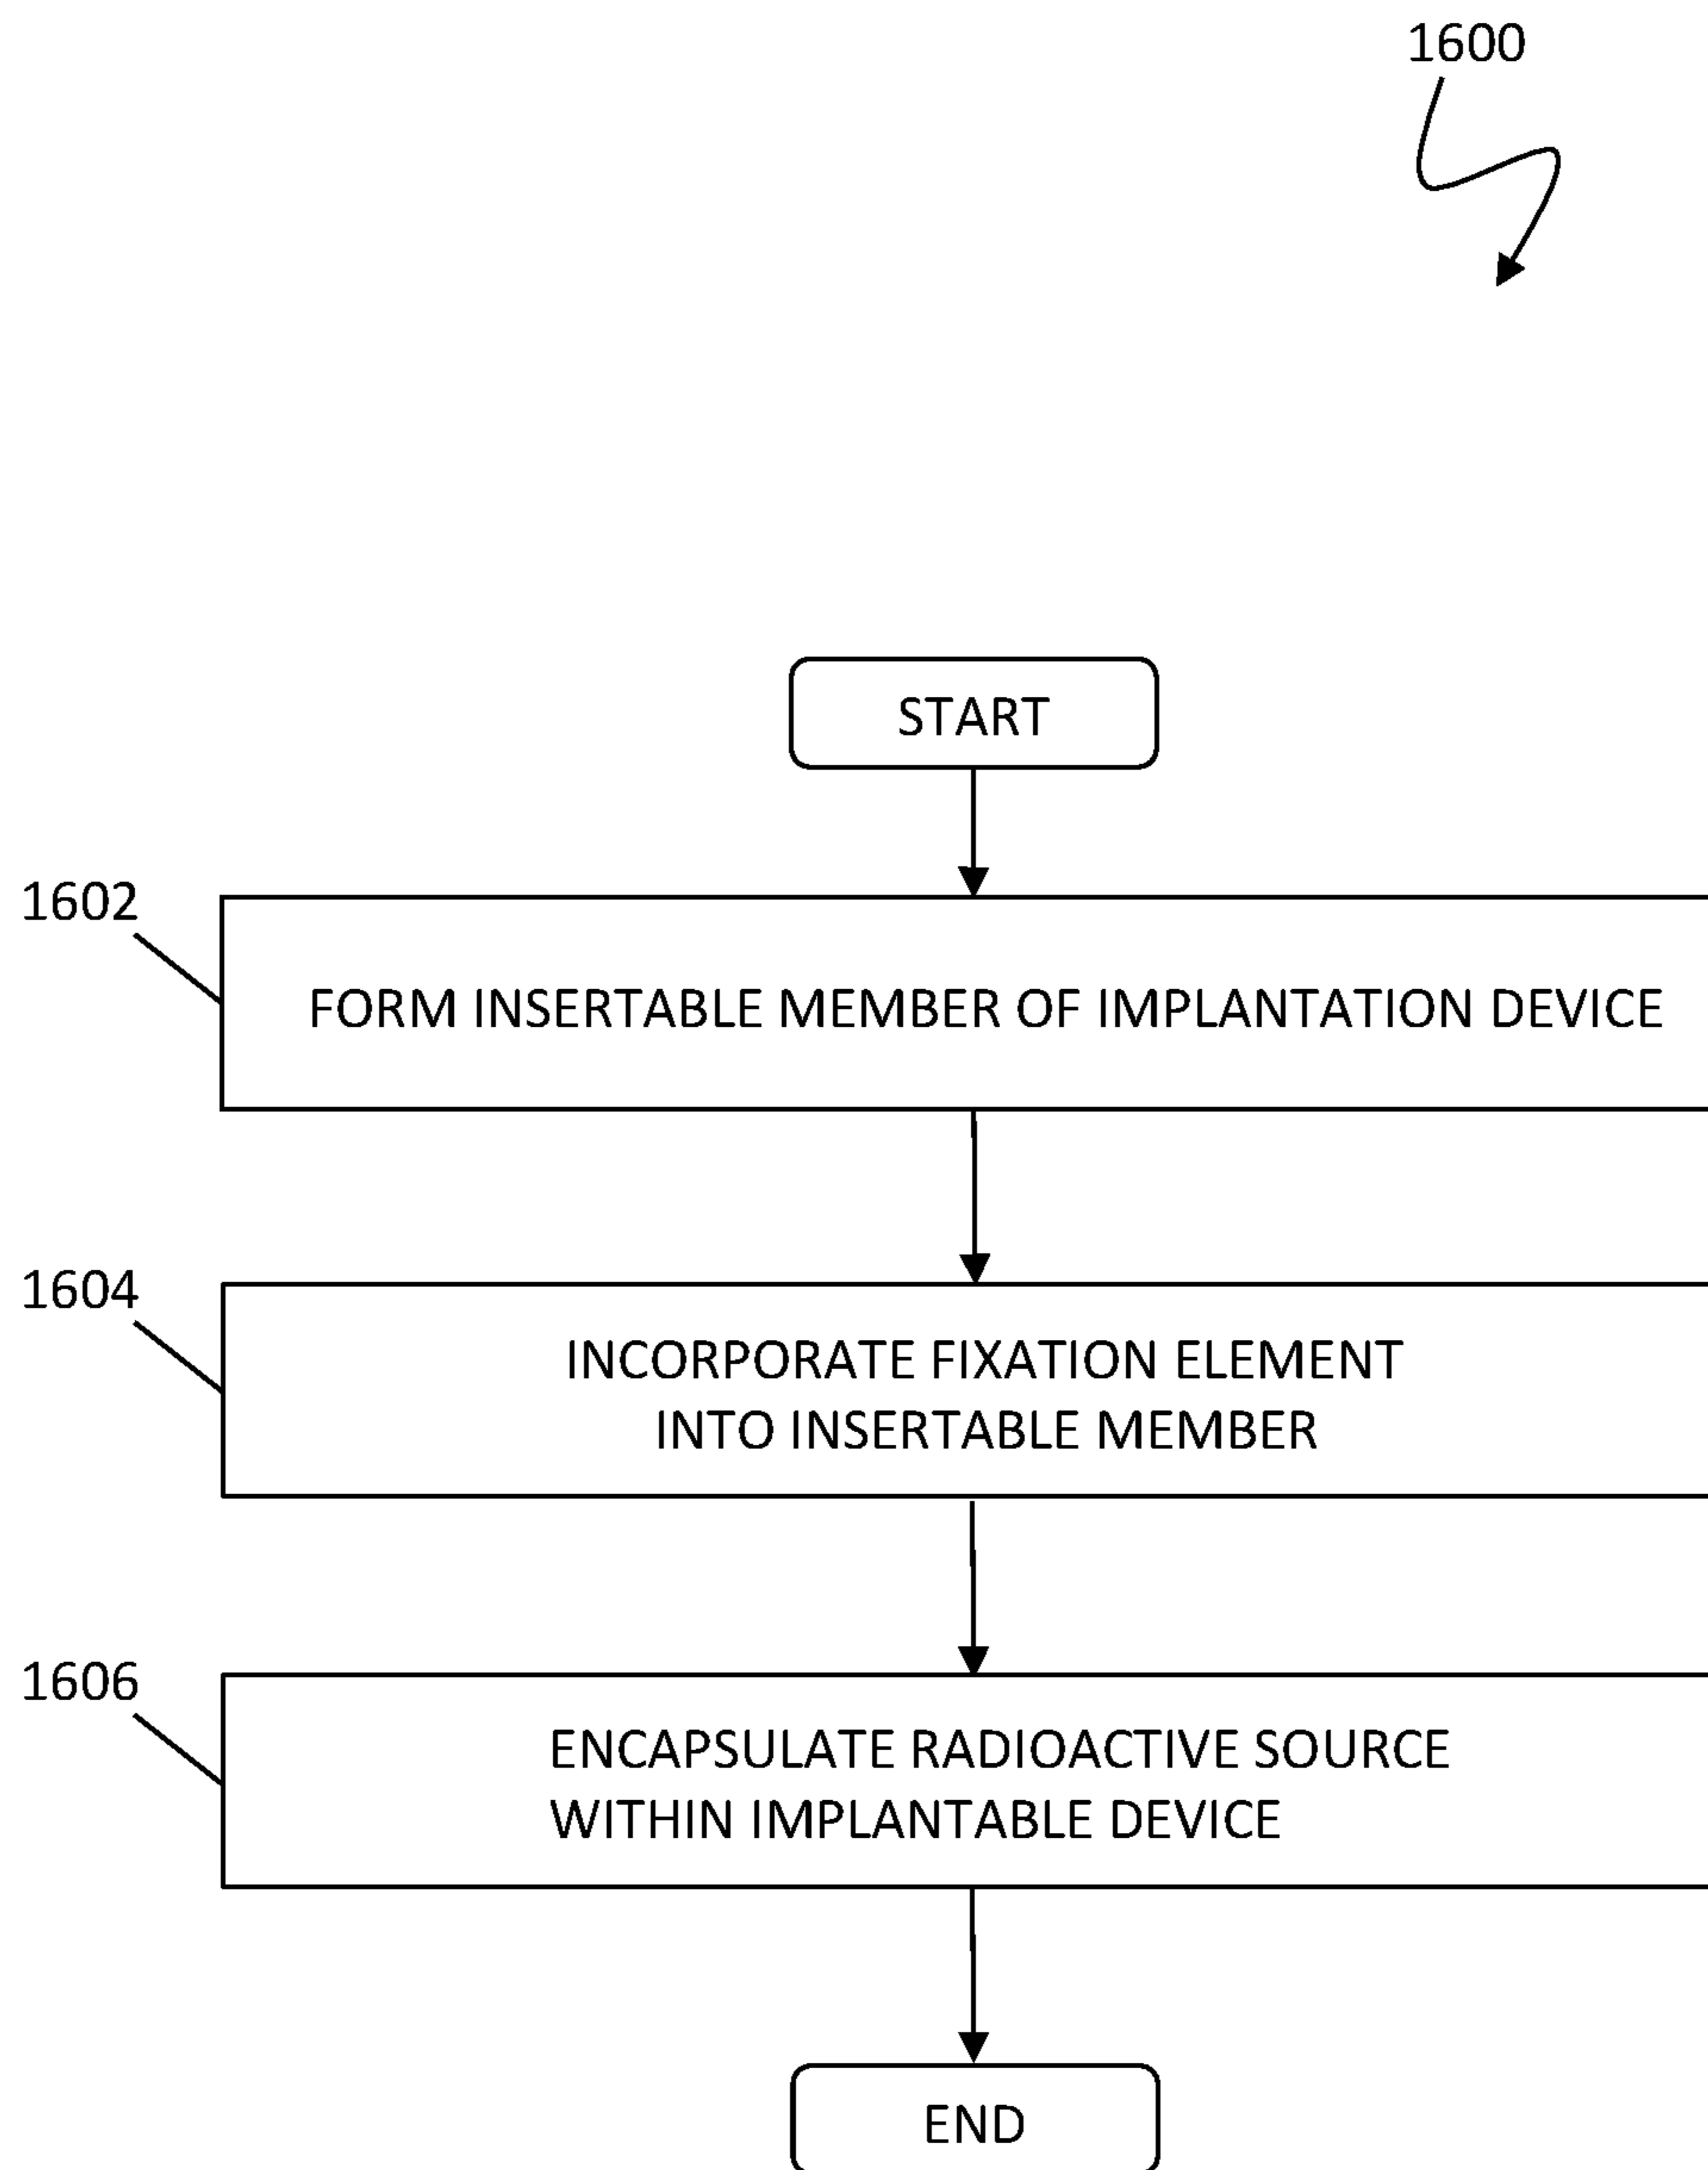 1600
START
1602
FORM INSERTABLE MEMBER OF IMPLANTATION DEVICE
1604
INCORPORATE FIXATION ELEMENT
INTO INSERTABLE MEMBER
1606
ENCAPSULATE RADIOACTIVE SOURCE
WITHIN IMPLANTABLE DEVICE
END